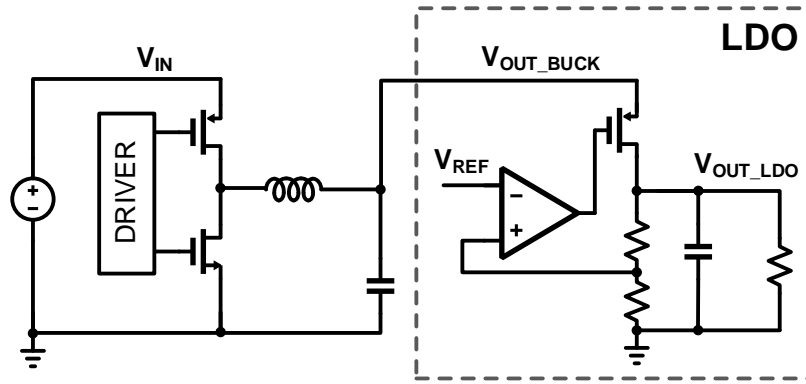 LDO
V_IN
V_OUT_BUCK
DRIVER
V_REF
V_OUT_LDO
+
−
−
+